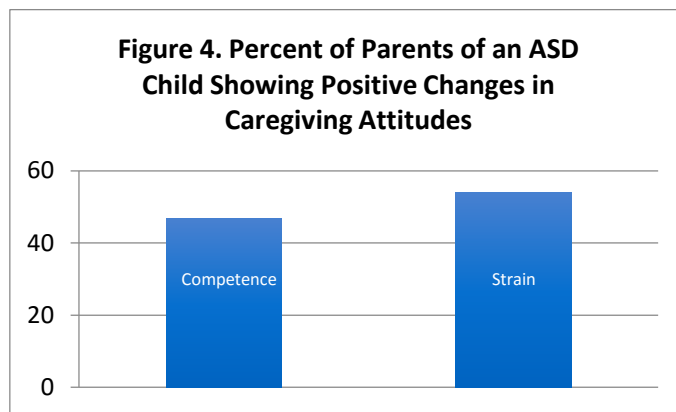 Figure 4. Percent of Parents of an ASD
Child Showing Positive Changes in
Caregiving Attitudes
60
40
20
0
Competence
Strain